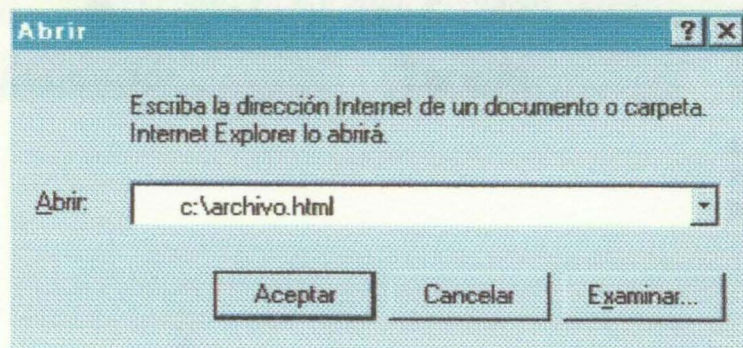 Abrir
Escriba la dirección Internet de un documento o carpeta.
Internet Explorer lo abrirá.
Abrir: c:\archivo.html
Aceptar Cancelar Examinar...